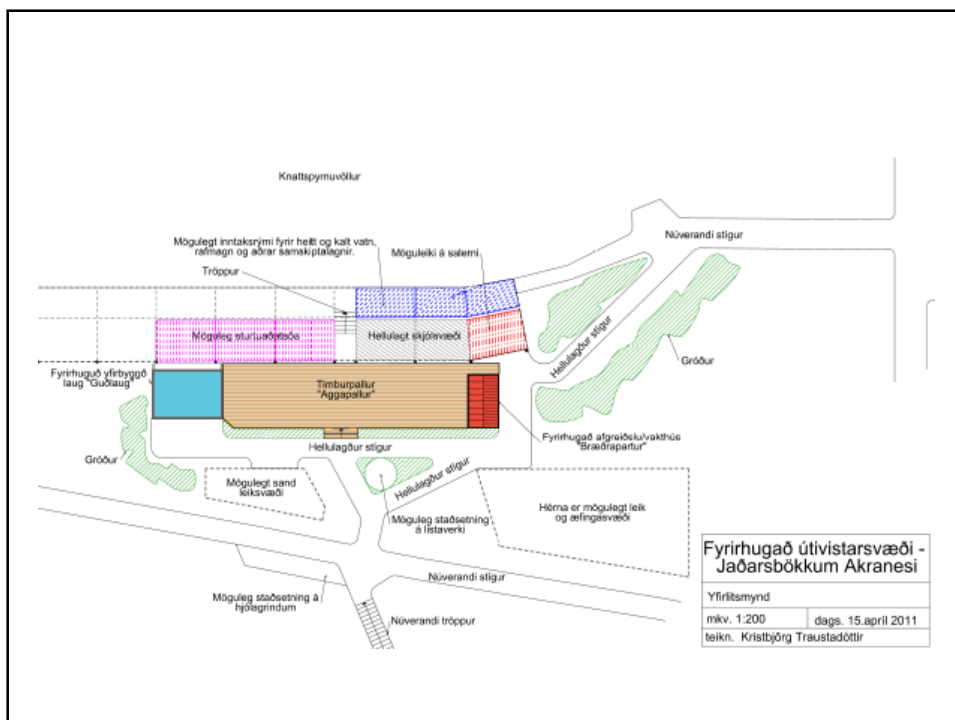 Knattspyrnuvöllur
Núverandi stígur
Mögulegt inntaksrými fyrir heitt og kalt vatn,
rafmagn og aðrar samskiptalagnir.
Möguleiki á salerni
Tröppur
Möguleg sturtuaðstaða
Hellulagt skjólsvæði
Hellulagður stígur
Gróður
Fyrirhuguð yfirbyggð
laug "Guðlaug"
Timburpallur
"Aggapallur"
Fyrirhugað afgreiðslu/vakthús
"Bræðrapartur"
Hellulagður stígur
Gróður
Hellulagður stígur
Mögulegt sand
leiksvæði
Möguleg staðsetning
á listaverki
Hérna er mögulegt leik
og æfingasvæði
Núverandi stígur
Möguleg staðsetning á
hjólagrindum
Núverandi tröppur
Fyrirhugað útivistarsvæði -
Jaðarsbökkum Akranesi
Yfirlitsmynd
mkv. 1:200
dags. 15.apríl 2011
teikn. Kristbjörg Traustadóttir